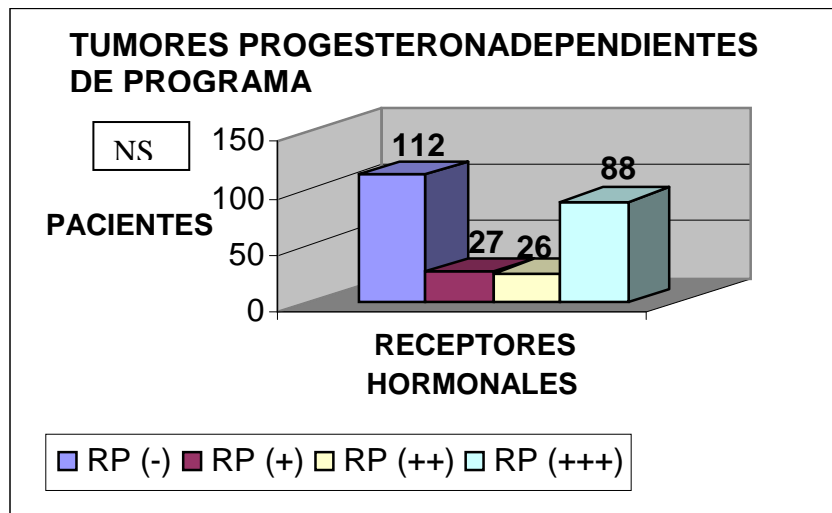 TUMORES PROGESTERONADEPENDIENTES
DE PROGRAMA
NS
PACIENTES
150
100
50
0
112
27
26
88
RECEPTORES
HORMONALES
RP (-) RP (+) RP (++) RP (+++)